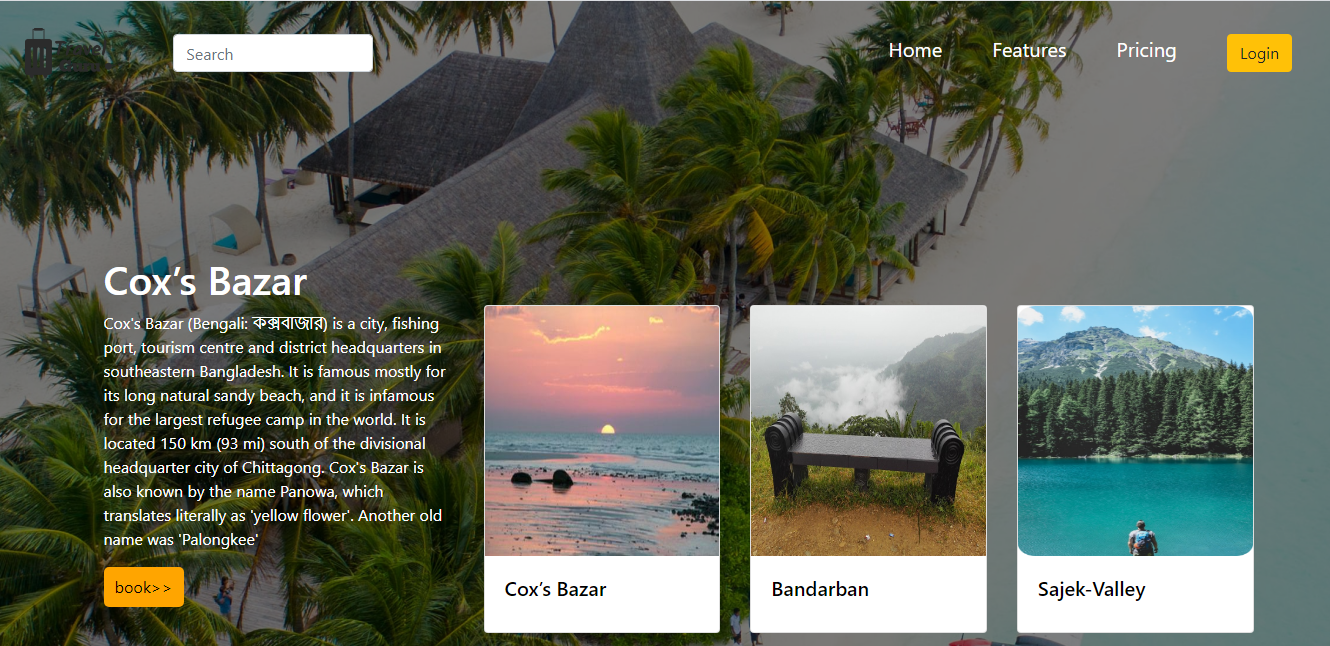 Search
Home
Features
Pricing
Login
Cox’s Bazar
Cox's Bazar (Bengali: কক্সবাজার) is a city, fishing
port, tourism centre and district headquarters in
southeastern Bangladesh. It is famous mostly for
its long natural sandy beach, and it is infamous
for the largest refugee camp in the world. It is
located 150 km (93 mi) south of the divisional
headquarter city of Chittagong. Cox's Bazar is
also known by the name Panowa, which
translates literally as 'yellow flower'. Another old
name was 'Palongkee'
book>>
Cox’s Bazar
Bandarban
Sajek-Valley